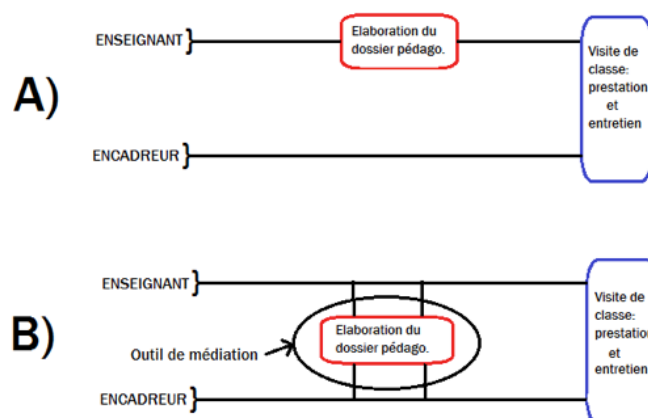 ENSEIGNANT}
Elaboration du
dossier pédago.
Visite de
classe:
prestation
et
entretien
A)
ENCADREUR}
ENSEIGNANT}
Elaboration du
dossier pédago.
Visite de
classe:
prestation
et
entretien
B)
Outil de médiation
ENCADREUR}